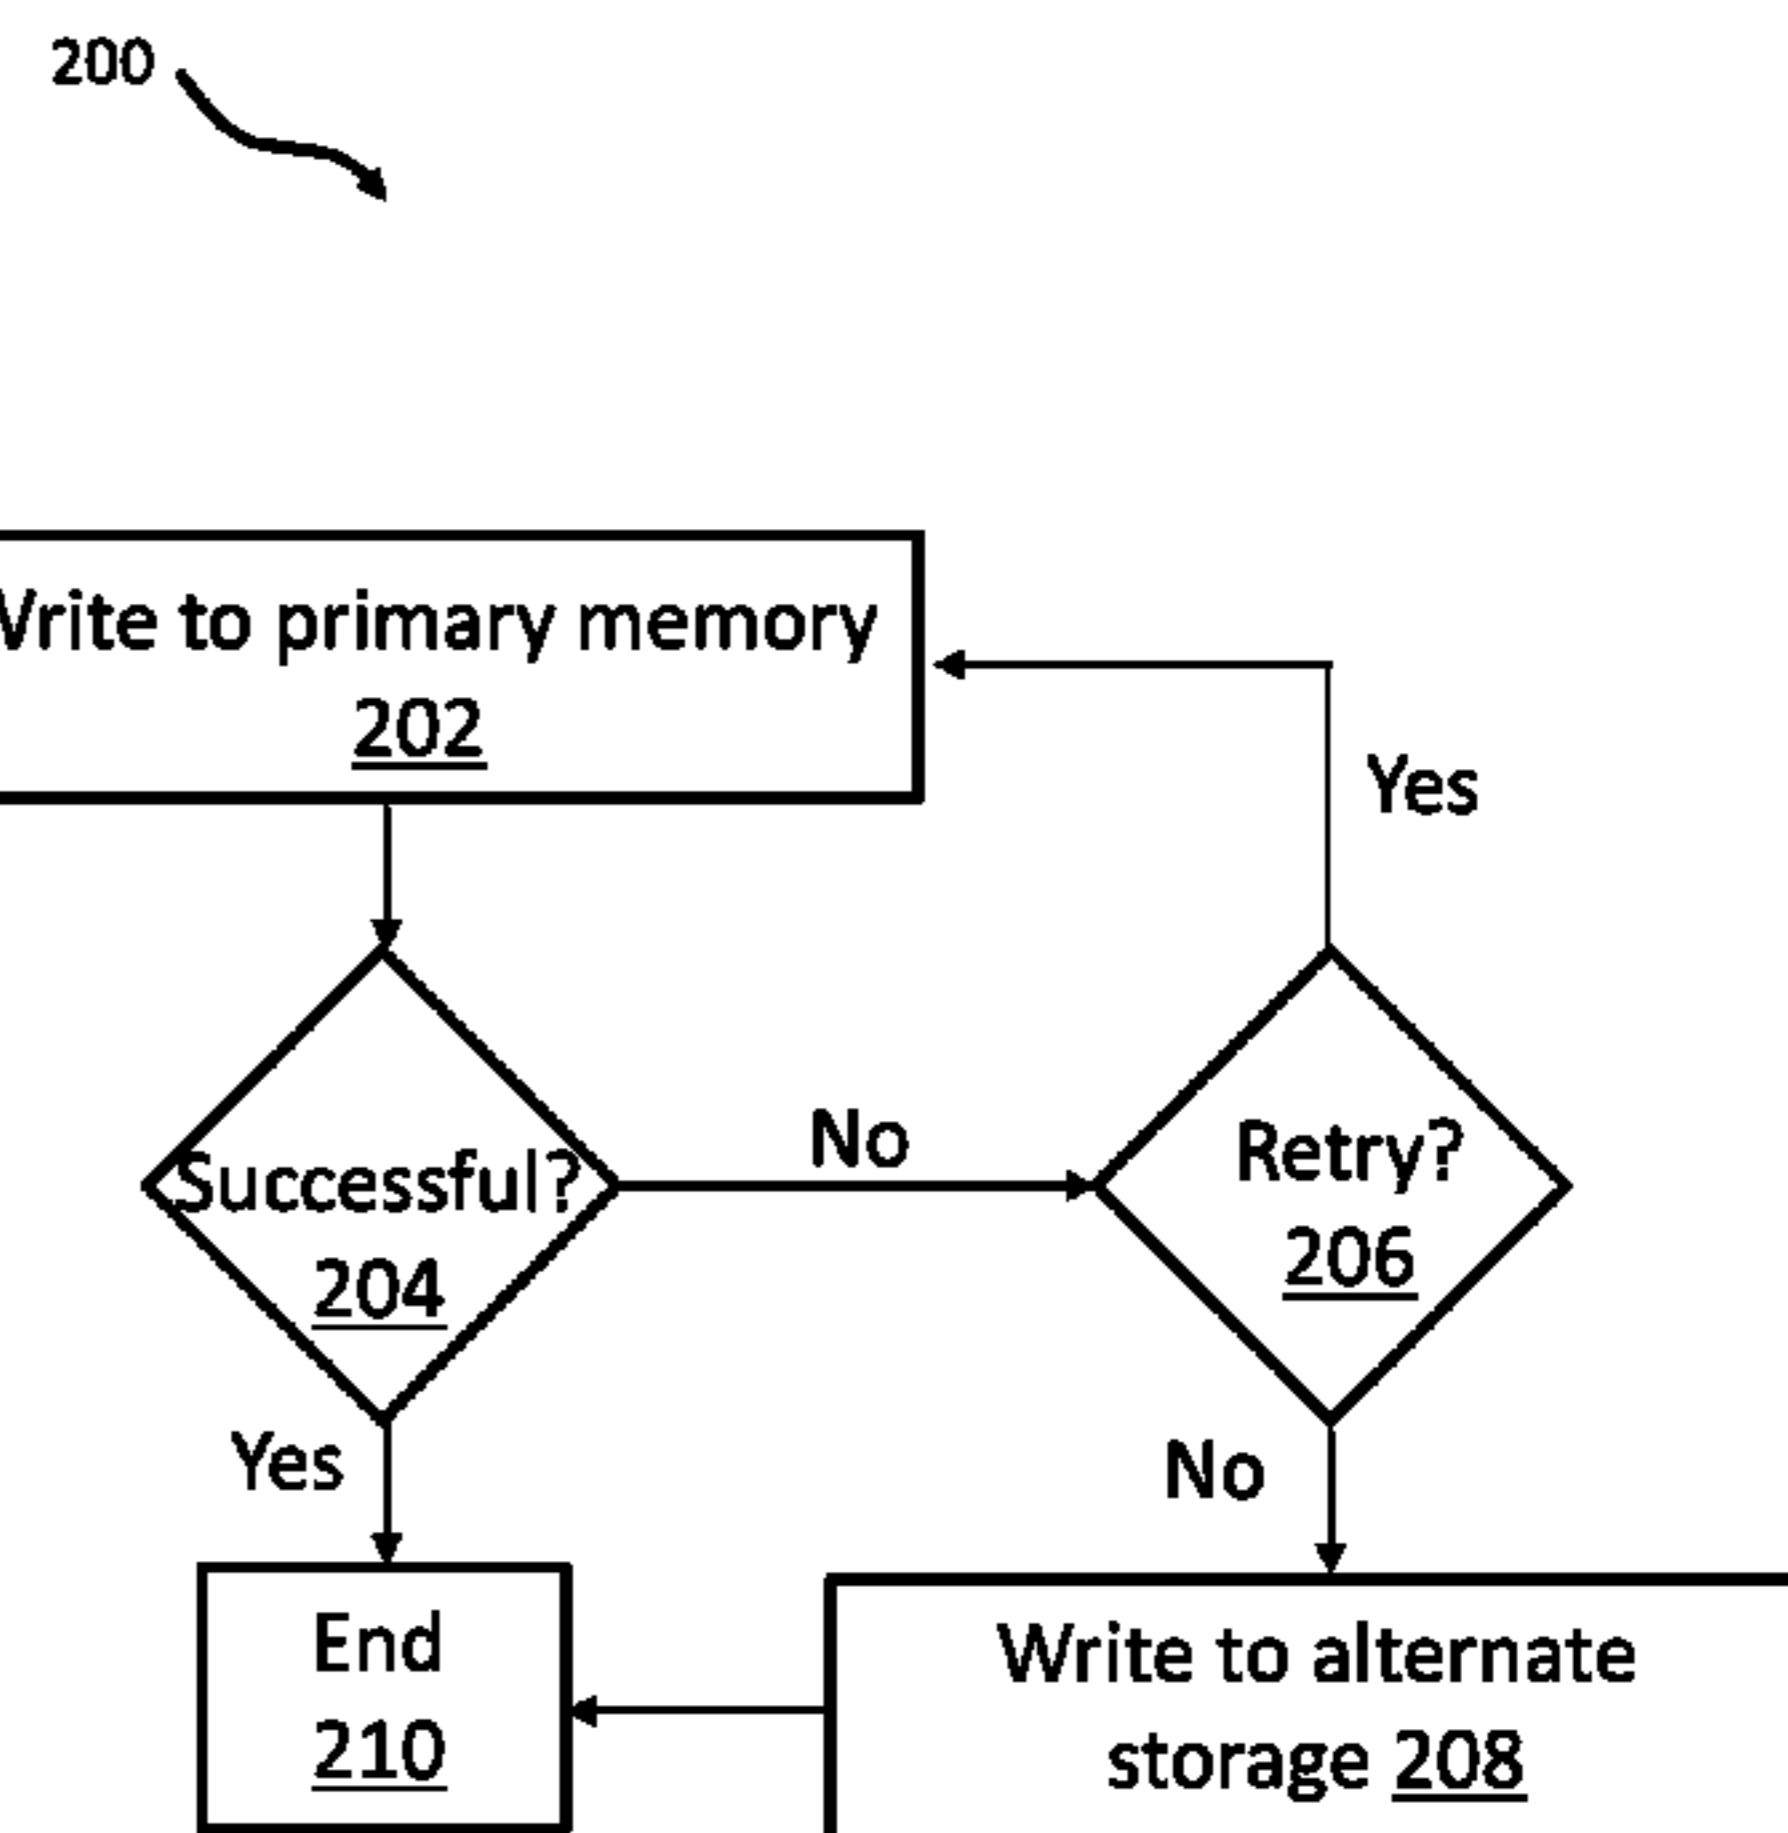 200
Write to primary memory
202
Yes
Successful?
204
No
Retry?
206
Yes
No
End
210
Write to alternate
storage 208